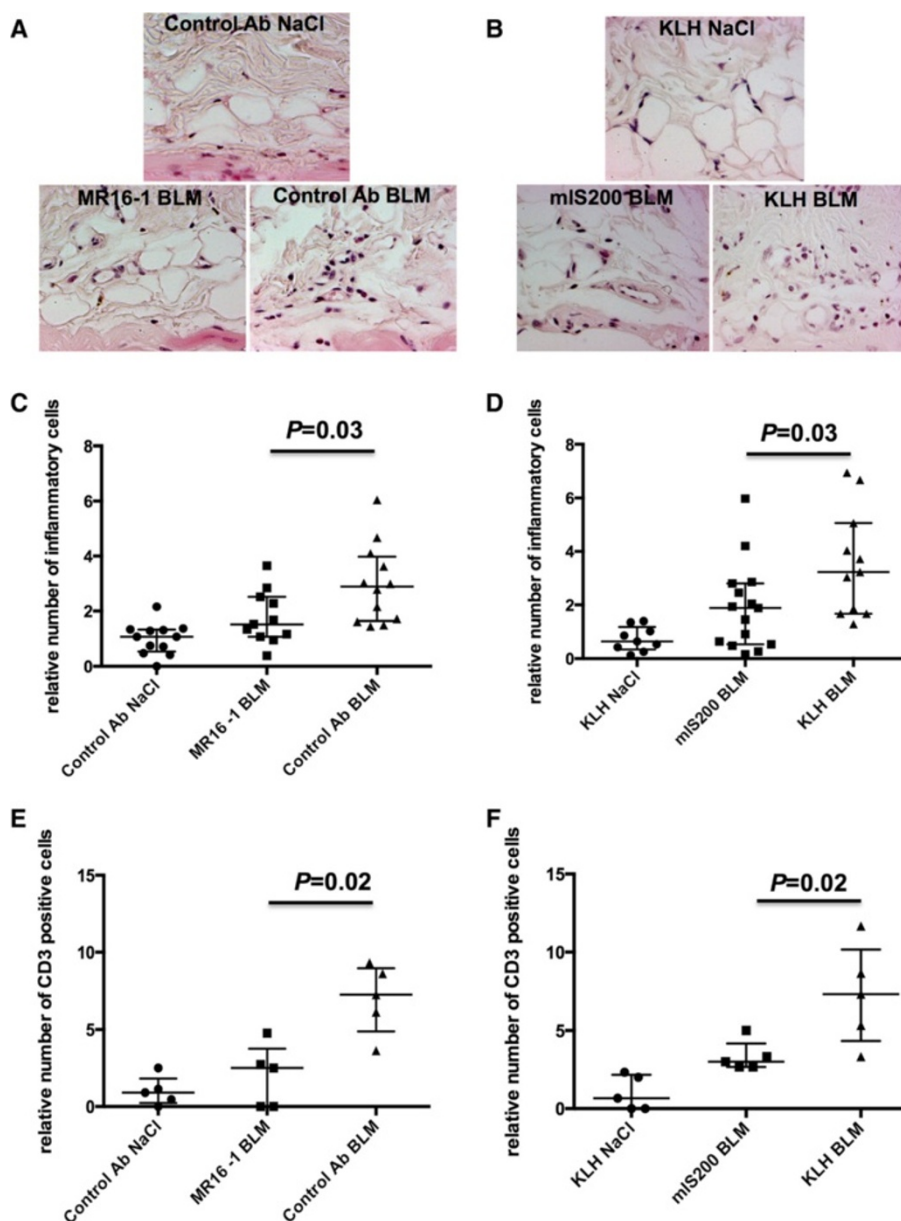 A
Control Ab NaCl
MR16-1 BLM
Control Ab BLM
B
KLH NaCl
mIS200 BLM
KLH BLM
C
relative number of inflammatory cells
8
6
4
2
0
P=0.03
Control Ab NaCl
MR16 -1 BLM
Control Ab BLM
D
relative number of inflammatory cells
8
6
4
2
0
P=0.03
KLH NaCl
mIS200 BLM
KLH BLM
E
relative number of CD3 positive cells
15
10
5
0
P=0.02
Control Ab NaCl
MR16 -1 BLM
Control Ab BLM
F
relative number of CD3 positive cells
15
10
5
0
P=0.02
KLH NaCl
mIS200 BLM
KLH BLM